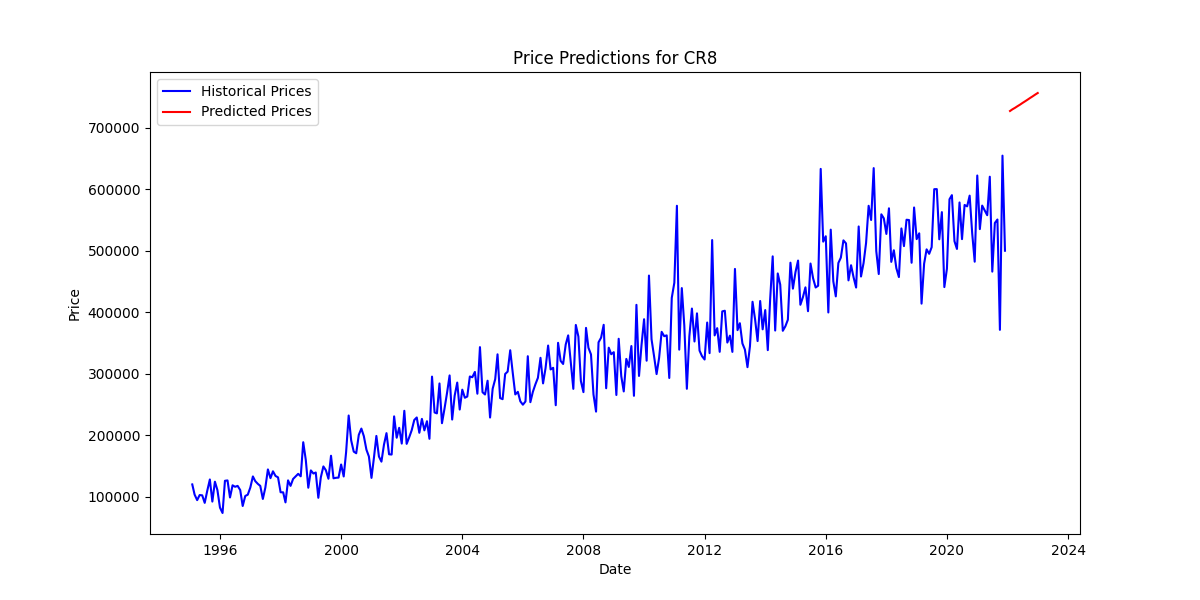 Price Predictions for CR8
Historical Prices
Predicted Prices
700000
600000
500000
400000
300000
200000
100000
Price
1996 2000 2004 2008 2012 2016 2020 2024
Date